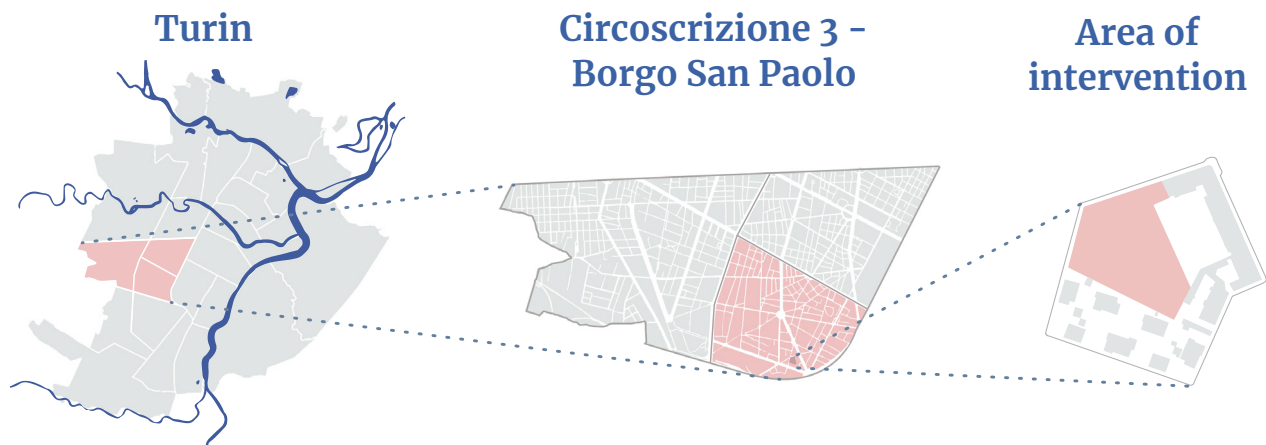 Turin
Circoscrizione 3 -
Borgo San Paolo
Area of
intervention